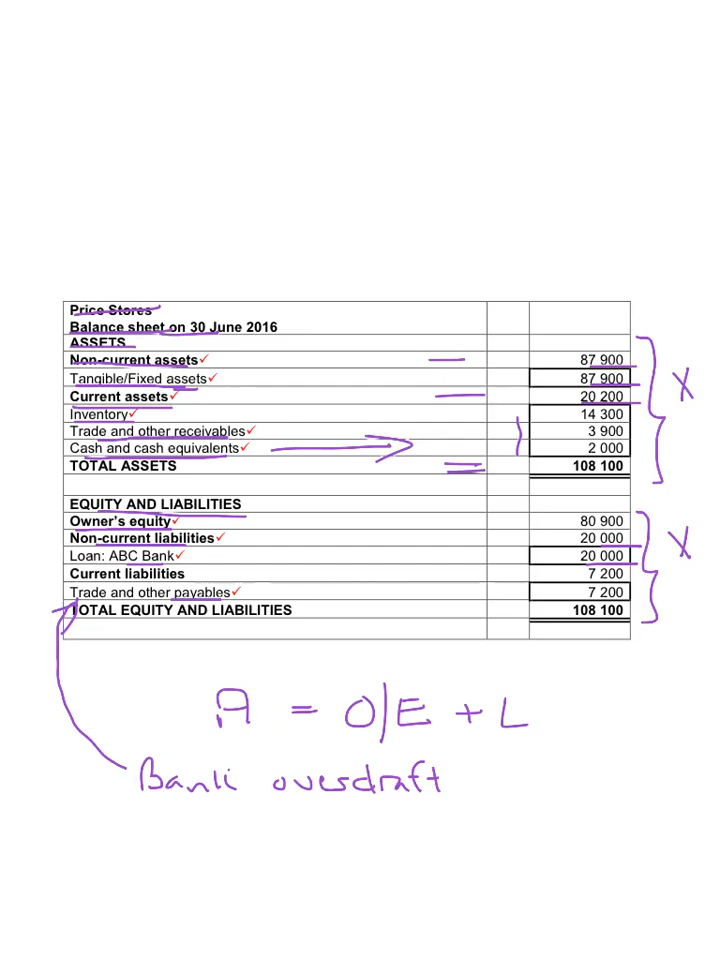 Price Stores
Balance sheet on 30 June 2016
ASSETS
Non-current assets✓ 87 900
Tangible/Fixed assets✓ 87 900
Current assets✓ 20 200
Inventory✓ 14 300
Trade and other receivables✓ 3 900
Cash and cash equivalents✓ 2 000
TOTAL ASSETS 108 100
EQUITY AND LIABILITIES
Owner's equity✓ 80 900
Non-current liabilities✓ 20 000
Loan: ABC Bank✓ 20 000
Current liabilities 7 200
Trade and other payables✓ 7 200
TOTAL EQUITY AND LIABILITIES 108 100
X
X
A = O/E + L
Bank overdraft